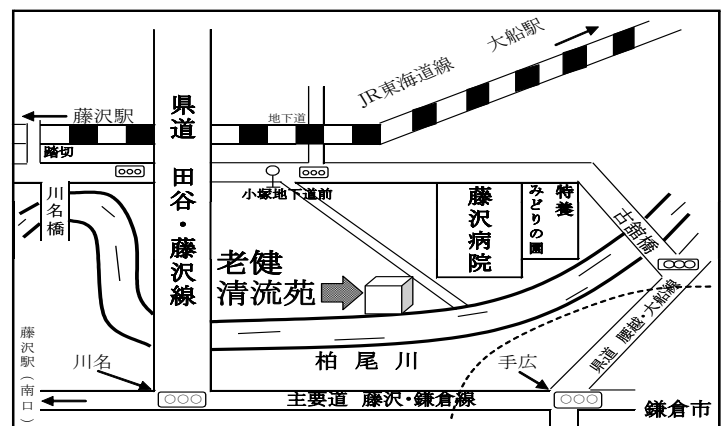 大船駅
JR東海道線
藤沢駅
地下道
踏切
県道 田谷・藤沢線
小塚地下道前
川名橋
藤沢病院
特養
みどりの園
古舘橋
老健
清流苑
県道 腰越・大船線
柏尾川
川名
手広
藤沢駅(南口)
主要道 藤沢・鎌倉線
鎌倉市